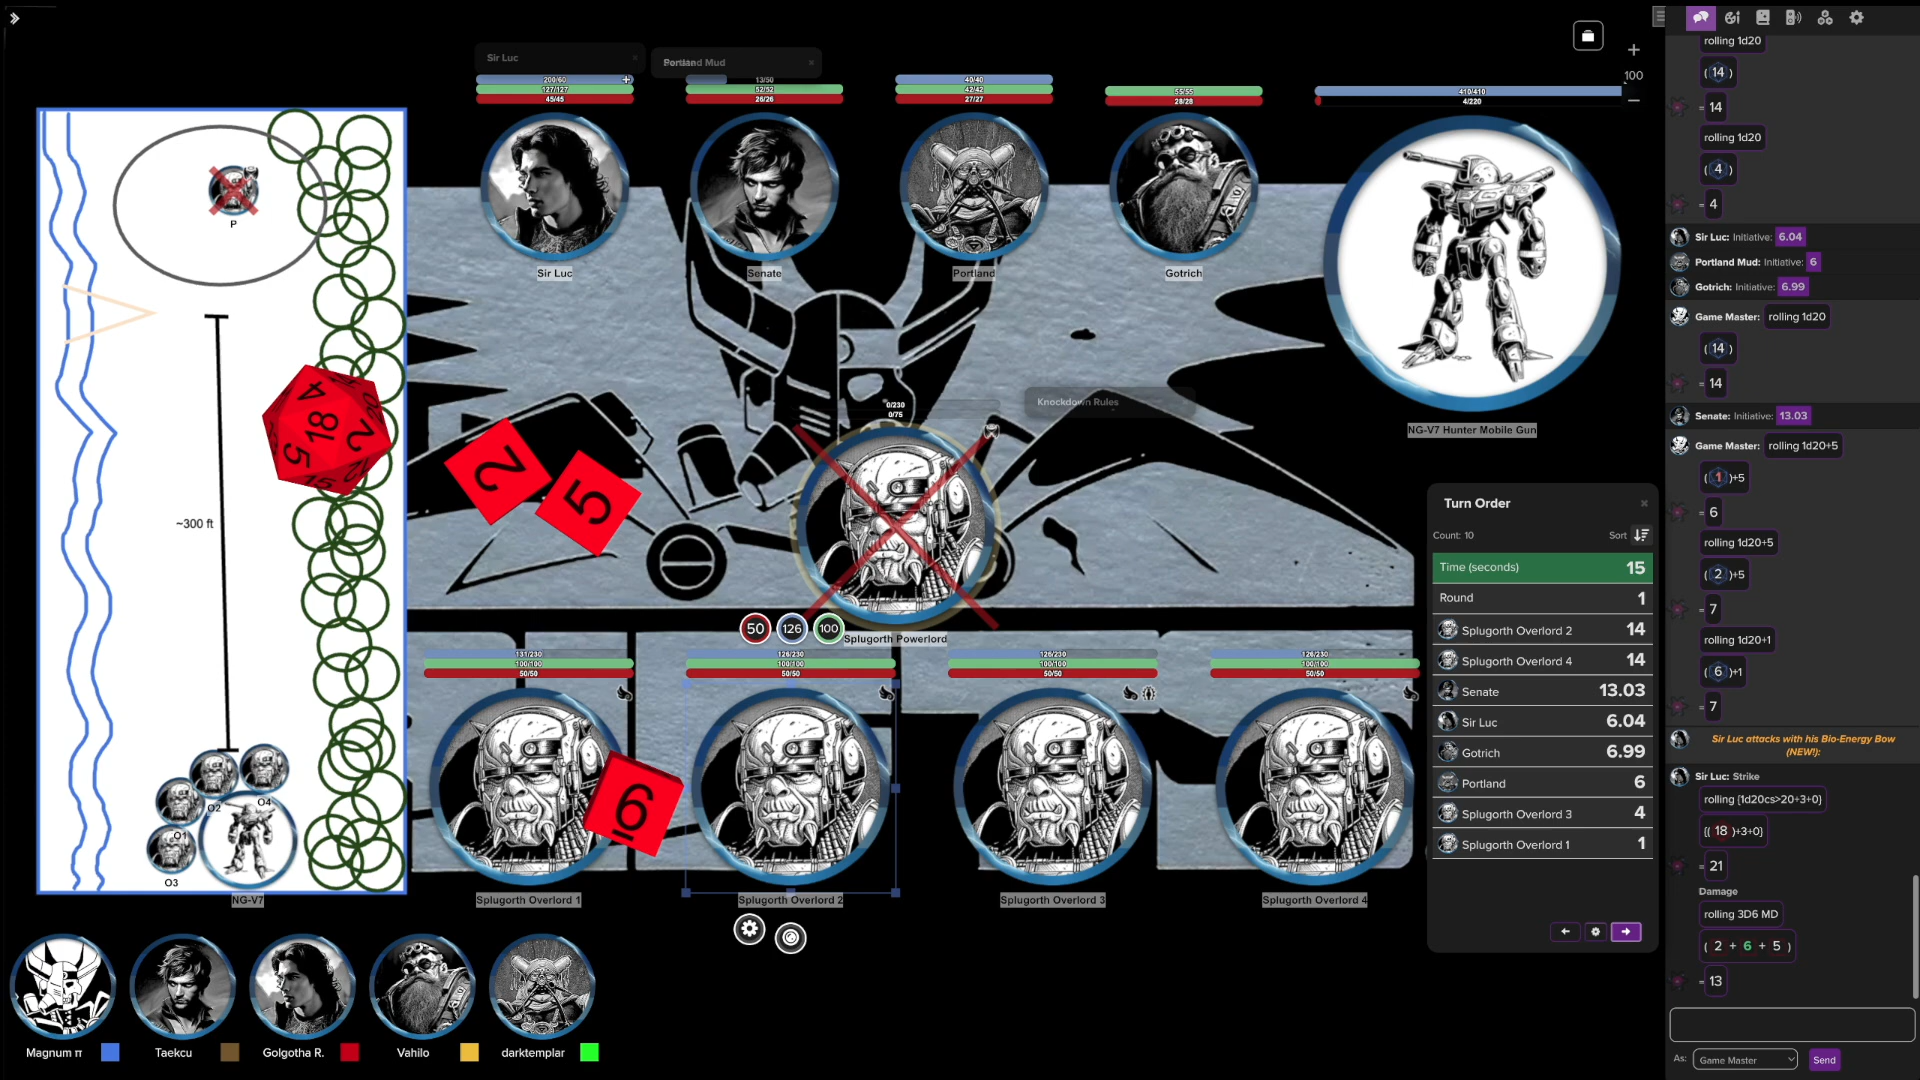 Sir Luc
Portland Mud
200/60
127/127
45/45
13/50
52/52
26/26
40/40
42/42
27/27
55/55
28/28
410/410
4/220
100
Sir Luc
Senate
Portland
Gotrich
NG-V7 Hunter Mobile Gun
P
~300 ft
O2
O4
O1
O3
NG-V7
4
18
2
5
15
2
5
6
0/230
0/75
Knockdown Rules
50
126
100
Splugorth Powerlord
131/230
100/100
50/50
126/230
100/100
50/50
126/230
100/100
50/50
126/230
100/100
50/50
Splugorth Overlord 1
Splugorth Overlord 2
Splugorth Overlord 3
Splugorth Overlord 4
Turn Order
Count: 10
Sort
Time (seconds) 15
Round 1
Splugorth Overlord 2 14
Splugorth Overlord 4 14
Senate 13.03
Sir Luc 6.04
Gotrich 6.99
Portland 6
Splugorth Overlord 3 4
Splugorth Overlord 1 1
Magnum π
Taekcu
Golgotha R.
Vahilo
darktemplar
rolling 1d20
(14)
= 14
rolling 1d20
(4)
= 4
Sir Luc: Initiative: 6.04
Portland Mud: Initiative: 6
Gotrich: Initiative: 6.99
Game Master: rolling 1d20
(14)
= 14
Senate: Initiative: 13.03
Game Master: rolling 1d20+5
(1)+5
= 6
rolling 1d20+5
(2)+5
= 7
rolling 1d20+1
(6)+1
= 7
Sir Luc attacks with his Bio-Energy Bow
(NEW!):
Sir Luc: Strike
rolling {1d20cs>20+3+0}
{(18)+3+0}
= 21
Damage
rolling 3D6 MD
(2 + 6 + 5)
= 13
As: Game Master Send